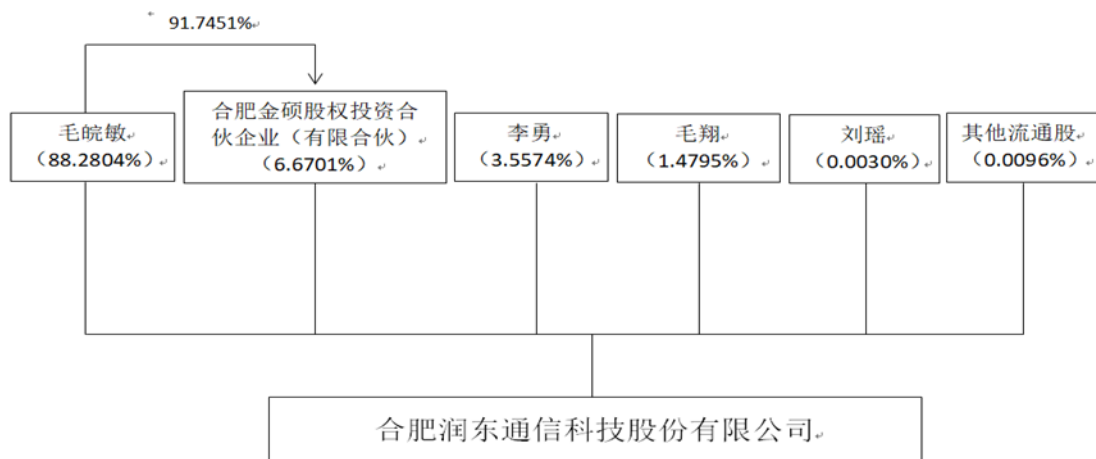 91.7451%
毛皖敏
（88.2804%）
合肥金硕股权投资合
伙企业（有限合伙）
（6.6701%）
李勇
（3.5574%）
毛翔
（1.4795%）
刘瑶
（0.0030%）
其他流通股
（0.0096%）
合肥润东通信科技股份有限公司